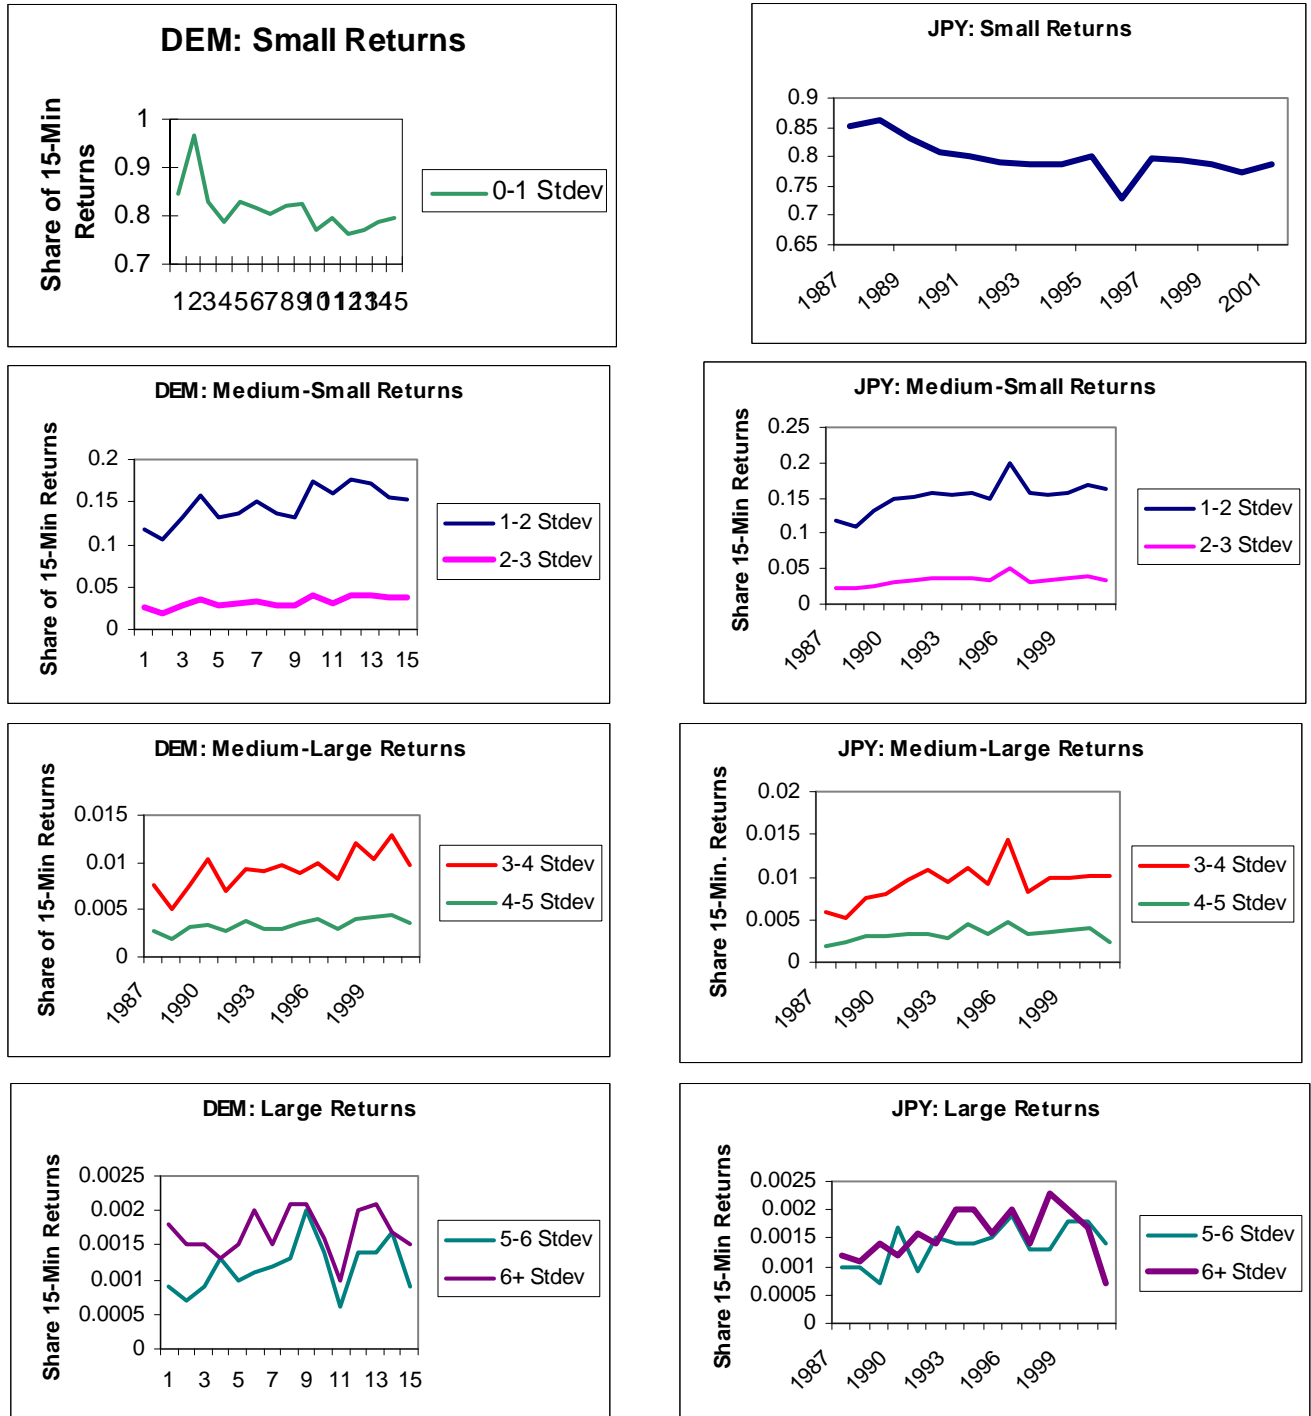 DEM: Small Returns
Share of 15-Min
Returns
1
0.9
0.8
0.7
1 2 3 4 5 6 7 8 9 10 11 12 13 14 15
0-1 Stdev
JPY: Small Returns
0.9
0.85
0.8
0.75
0.7
0.65
1987 1989 1991 1993 1995 1997 1999 2001
DEM: Medium-Small Returns
Share of 15-Min Returns
0.2
0.15
0.1
0.05
0
1 3 5 7 9 11 13 15
1-2 Stdev
2-3 Stdev
JPY: Medium-Small Returns
Share 15-Min Returns
0.25
0.2
0.15
0.1
0.05
0
1987 1990 1993 1996 1999
1-2 Stdev
2-3 Stdev
DEM: Medium-Large Returns
Share of 15-Min Returns
0.015
0.01
0.005
0
1987 1990 1993 1996 1999
3-4 Stdev
4-5 Stdev
JPY: Medium-Large Returns
Share 15-Min. Returns
0.02
0.015
0.01
0.005
0
1987 1990 1993 1996 1999
3-4 Stdev
4-5 Stdev
DEM: Large Returns
Share 15-Min Returns
0.0025
0.002
0.0015
0.001
0.0005
0
1 3 5 7 9 11 13 15
5-6 Stdev
6+ Stdev
JPY: Large Returns
Share 15-Min Returns
0.0025
0.002
0.0015
0.001
0.0005
0
1987 1990 1993 1996 1999
5-6 Stdev
6+ Stdev